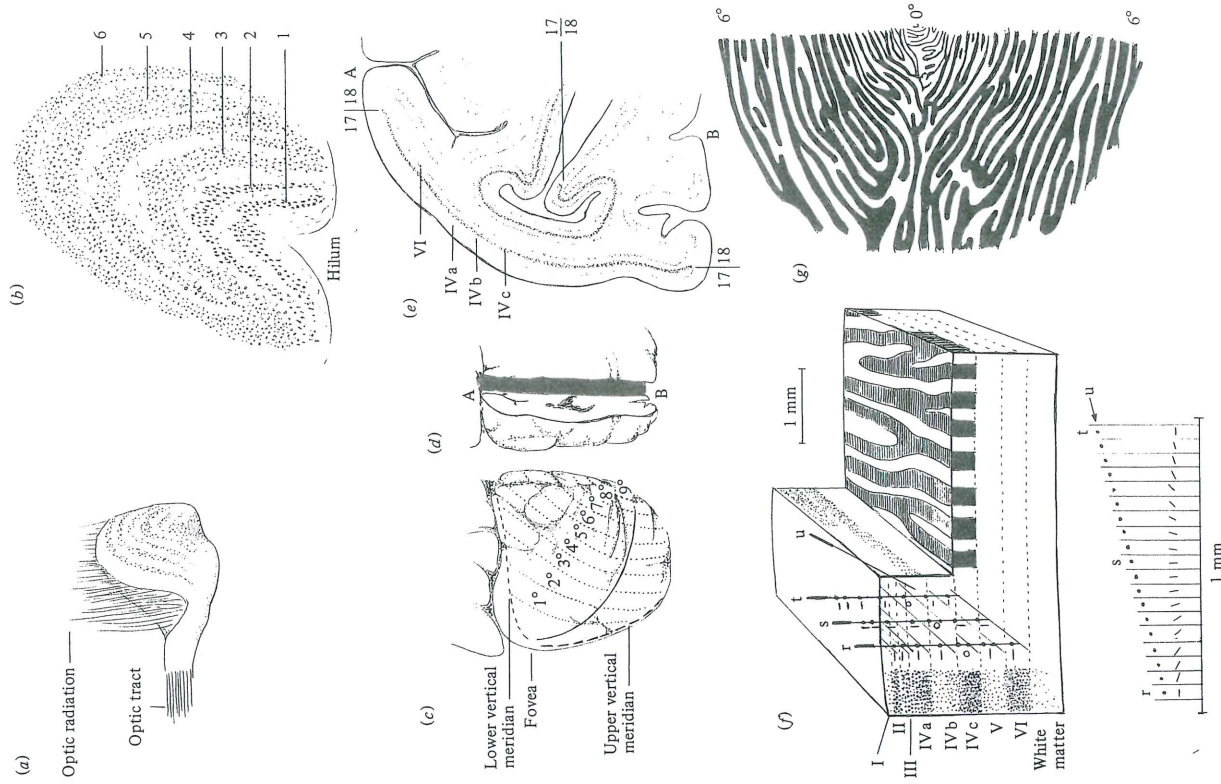 (a)
Optic radiation
Optic tract
(b)
6
5
4
3
2
1
Hilum
(c)
Lower vertical
meridian
Fovea
Upper vertical
meridian
1°
2°
3°
4°
5°
6°
7°
8°
9°
(d)
A
B
(e)
17 | 18 A
VI
IVa
IVb
IVc
17
18
17 | 18
B
(f)
I
II
III
IVa
IVb
IVc
V
VI
White
matter
r
s
t
u
1 mm
r
s
t
u
1 mm
(g)
6°
0°
6°